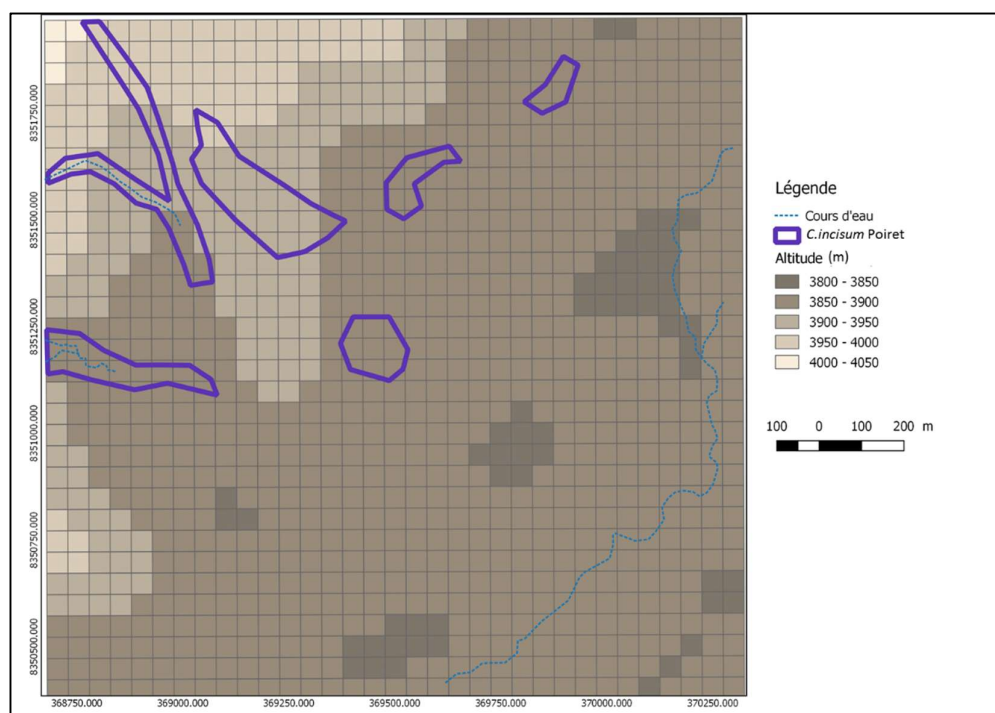 8351750.000
8351500.000
8351250.000
8351000.000
8350750.000
8350500.000
368750.000 369000.000 369250.000 369500.000 369750.000 370000.000 370250.000
Légende
Cours d'eau
C.incisum Poiret
Altitude (m)
3800 - 3850
3850 - 3900
3900 - 3950
3950 - 4000
4000 - 4050
100 0 100 200 m